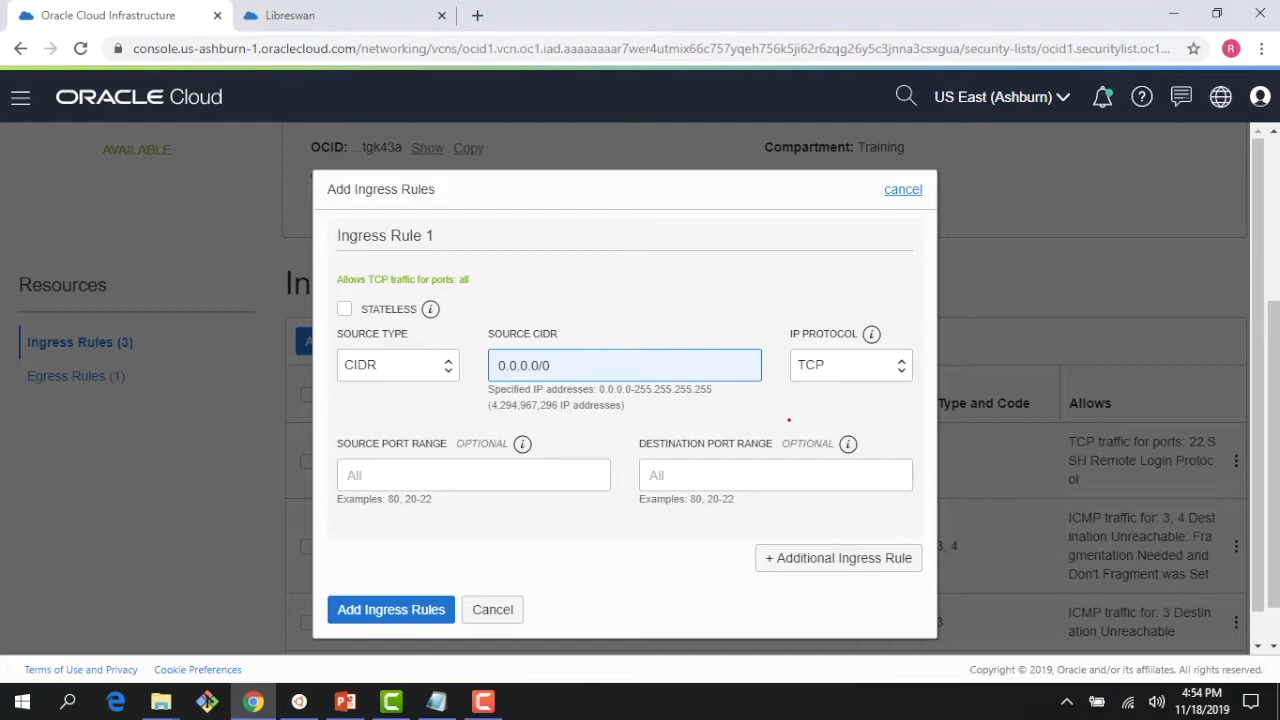 Oracle Cloud Infrastructure
Libreswan
console.us-ashburn-1.oraclecloud.com/networking/vcns/ocid1.vcn.oc1.iad.aaaaaaaar7wer4utmix66c757yqeh756k5ji62r6zqg26y5c3jnna3csxgua/security-lists/ocid1.securitylist.oc1...
R
ORACLE Cloud
US East (Ashburn)
AVAILABLE
OCID: ...tgk43a Show Copy
Compartment: Training
Add Ingress Rules
cancel
Ingress Rule 1
Allows TCP traffic for ports: all
STATELESS
SOURCE TYPE
SOURCE CIDR
IP PROTOCOL
CIDR
0.0.0.0/0
TCP
Specified IP addresses: 0.0.0.0-255.255.255.255
(4,294,967,296 IP addresses)
SOURCE PORT RANGE OPTIONAL
DESTINATION PORT RANGE OPTIONAL
All
All
Examples: 80, 20-22
Examples: 80, 20-22
+ Additional Ingress Rule
Add Ingress Rules
Cancel
Resources
Ingress Rules (3)
Egress Rules (1)
In
A
Type and Code
Allows
TCP traffic for ports: 22 S
SH Remote Login Protoc
ol
3, 4
ICMP traffic for: 3, 4 Dest
ination Unreachable: Fra
gmentation Needed and
Don't Fragment was Set
3
ICMP traffic for: 3 Destin
ation Unreachable
Terms of Use and Privacy
Cookie Preferences
Copyright © 2019, Oracle and/or its affiliates. All rights reserved.
4:54 PM
11/18/2019